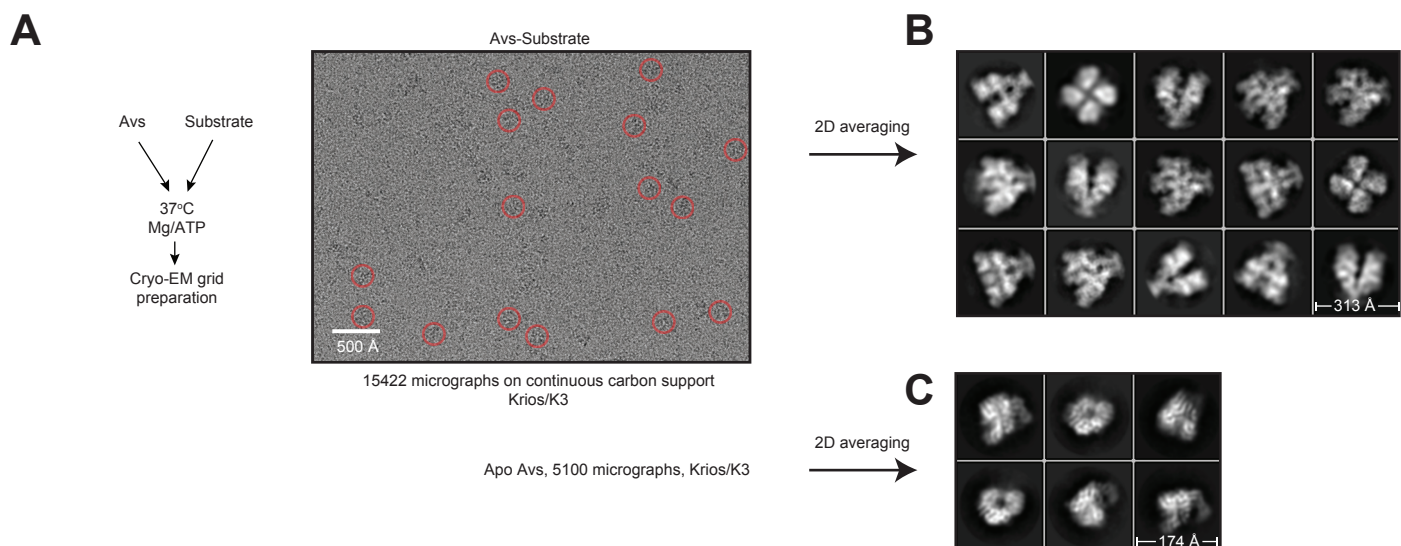 A
Avs
Substrate
37°C
Mg/ATP
Cryo-EM grid
preparation
Avs-Substrate
500 Å
15422 micrographs on continuous carbon support
Krios/K3
2D averaging
B
313 Å
Apo Avs, 5100 micrographs, Krios/K3
2D averaging
C
174 Å